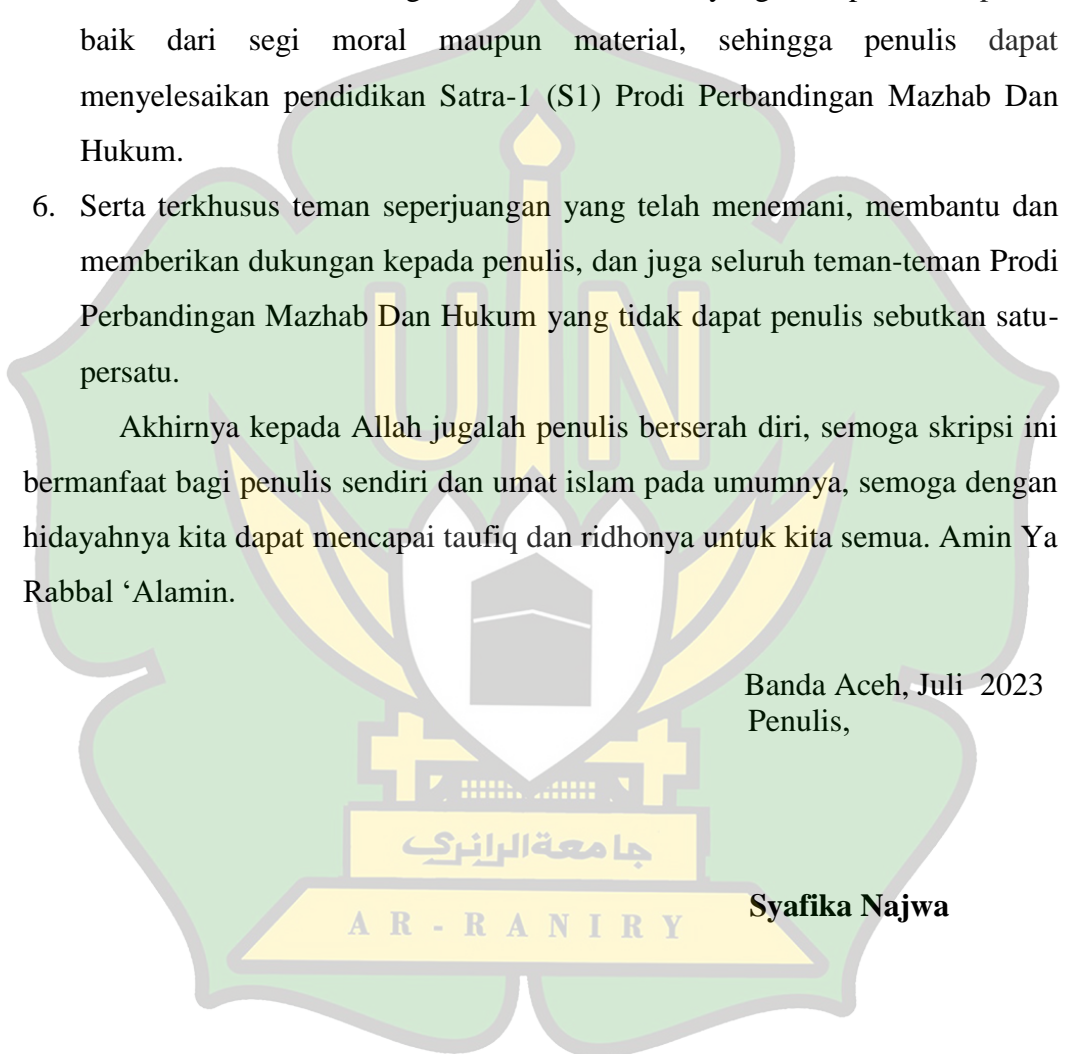 baik dari segi moral maupun material, sehingga penulis dapat
menyelesaikan pendidikan Satra-1 (S1) Prodi Perbandingan Mazhab Dan
Hukum.
6. Serta terkhusus teman seperjuangan yang telah menemani, membantu dan
memberikan dukungan kepada penulis, dan juga seluruh teman-teman Prodi
Perbandingan Mazhab Dan Hukum yang tidak dapat penulis sebutkan satu-
persatu.
Akhirnya kepada Allah jugalah penulis berserah diri, semoga skripsi ini
bermanfaat bagi penulis sendiri dan umat islam pada umumnya, semoga dengan
hidayahnya kita dapat mencapai taufiq dan ridhonya untuk kita semua. Amin Ya
Rabbal ‘Alamin.
Banda Aceh, Juli 2023
Penulis,
Syafika Najwa
UIN
جامعةالرانري
AR-RANIRY